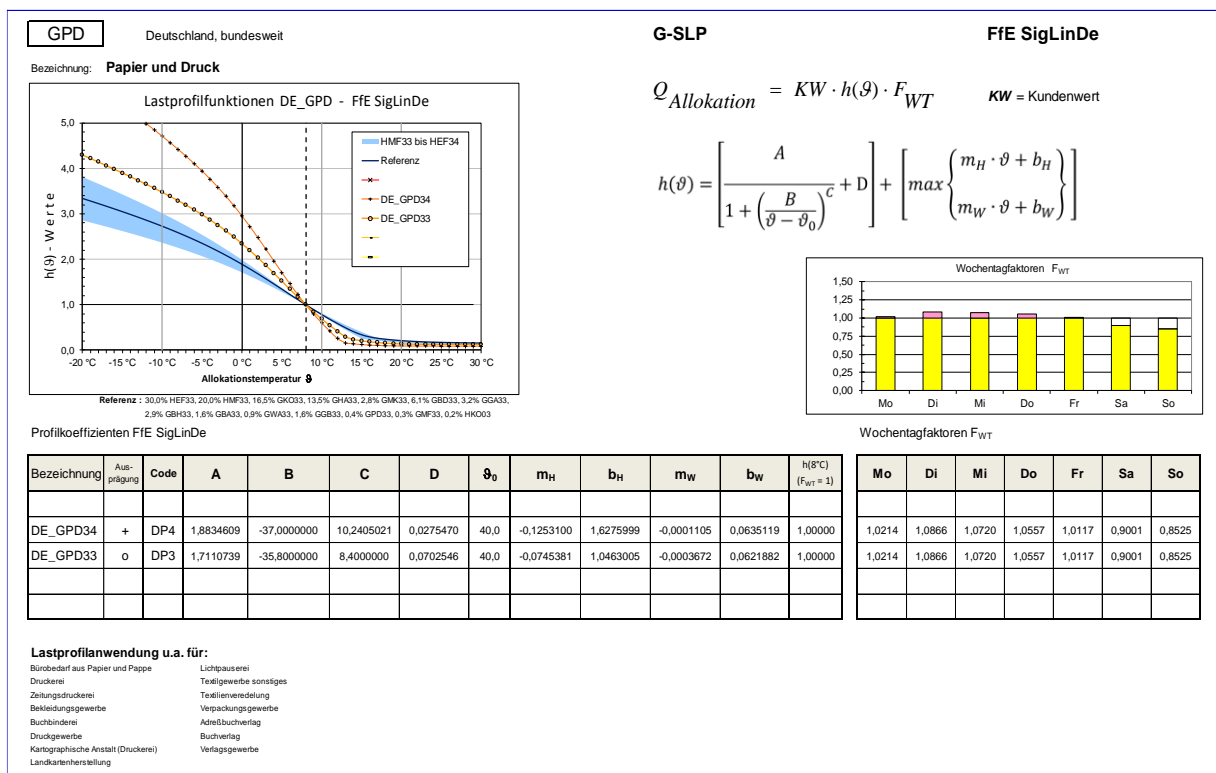 GPD Deutschland, bundesweit G-SLP FfE SigLinDe
Bezeichnung: Papier und Druck
Lastprofilfunktionen DE_GPD - FfE SigLinDe
h(ϑ) - Werte
5,0
4,0
3,0
2,0
1,0
0,0
-20 °C -15 °C -10 °C -5 °C 0 °C 5 °C 10 °C 15 °C 20 °C 25 °C 30 °C
Allokationstemperatur ϑ
HMF33 bis HEF34
Referenz
DE_GPD34
DE_GPD33
Referenz : 30,0% HEF33, 20,0% HMF33, 16,5% GKO33, 13,5% GHA33, 2,8% GMK33, 6,1% GBD33, 3,2% GGA33,
2,9% GBH33, 1,6% GBA33, 0,9% GWA33, 1,6% GGB33, 0,4% GPD33, 0,3% GMF33, 0,2% HKO03
Q_Allokation = KW · h(ϑ) · F_WT KW = Kundenwert
h(ϑ) = [ A / (1 + (B / (ϑ − ϑ₀))^C) + D ] + [ max { m_H · ϑ + b_H ; m_W · ϑ + b_W } ]
Wochentagfaktoren F_WT
1,50
1,25
1,00
0,75
0,50
0,25
0,00
Mo Di Mi Do Fr Sa So
Profilkoeffizienten FfE SigLinDe
Bezeichnung Aus-prägung Code A B C D ϑ₀ m_H b_H m_W b_W h(8°C) (F_WT = 1)
DE_GPD34 + DP4 1,8834609 -37,0000000 10,2405021 0,0275470 40,0 -0,1253100 1,6275999 -0,0001105 0,0635119 1,00000
DE_GPD33 o DP3 1,7110739 -35,8000000 8,4000000 0,0702546 40,0 -0,0745381 1,0463005 -0,0003672 0,0621882 1,00000
Wochentagfaktoren F_WT
Mo Di Mi Do Fr Sa So
1,0214 1,0866 1,0720 1,0557 1,0117 0,9001 0,8525
1,0214 1,0866 1,0720 1,0557 1,0117 0,9001 0,8525
Lastprofilanwendung u.a. für:
Bürobedarf aus Papier und Pappe
Druckerei
Zeitungsdruckerei
Bekleidungsgewerbe
Buchbinderei
Druckgewerbe
Kartographische Anstalt (Druckerei)
Landkartenherstellung
Lichtpauserei
Textilgewerbe sonstiges
Textilienveredelung
Verpackungsgewerbe
Adreßbuchverlag
Buchverlag
Verlagsgewerbe